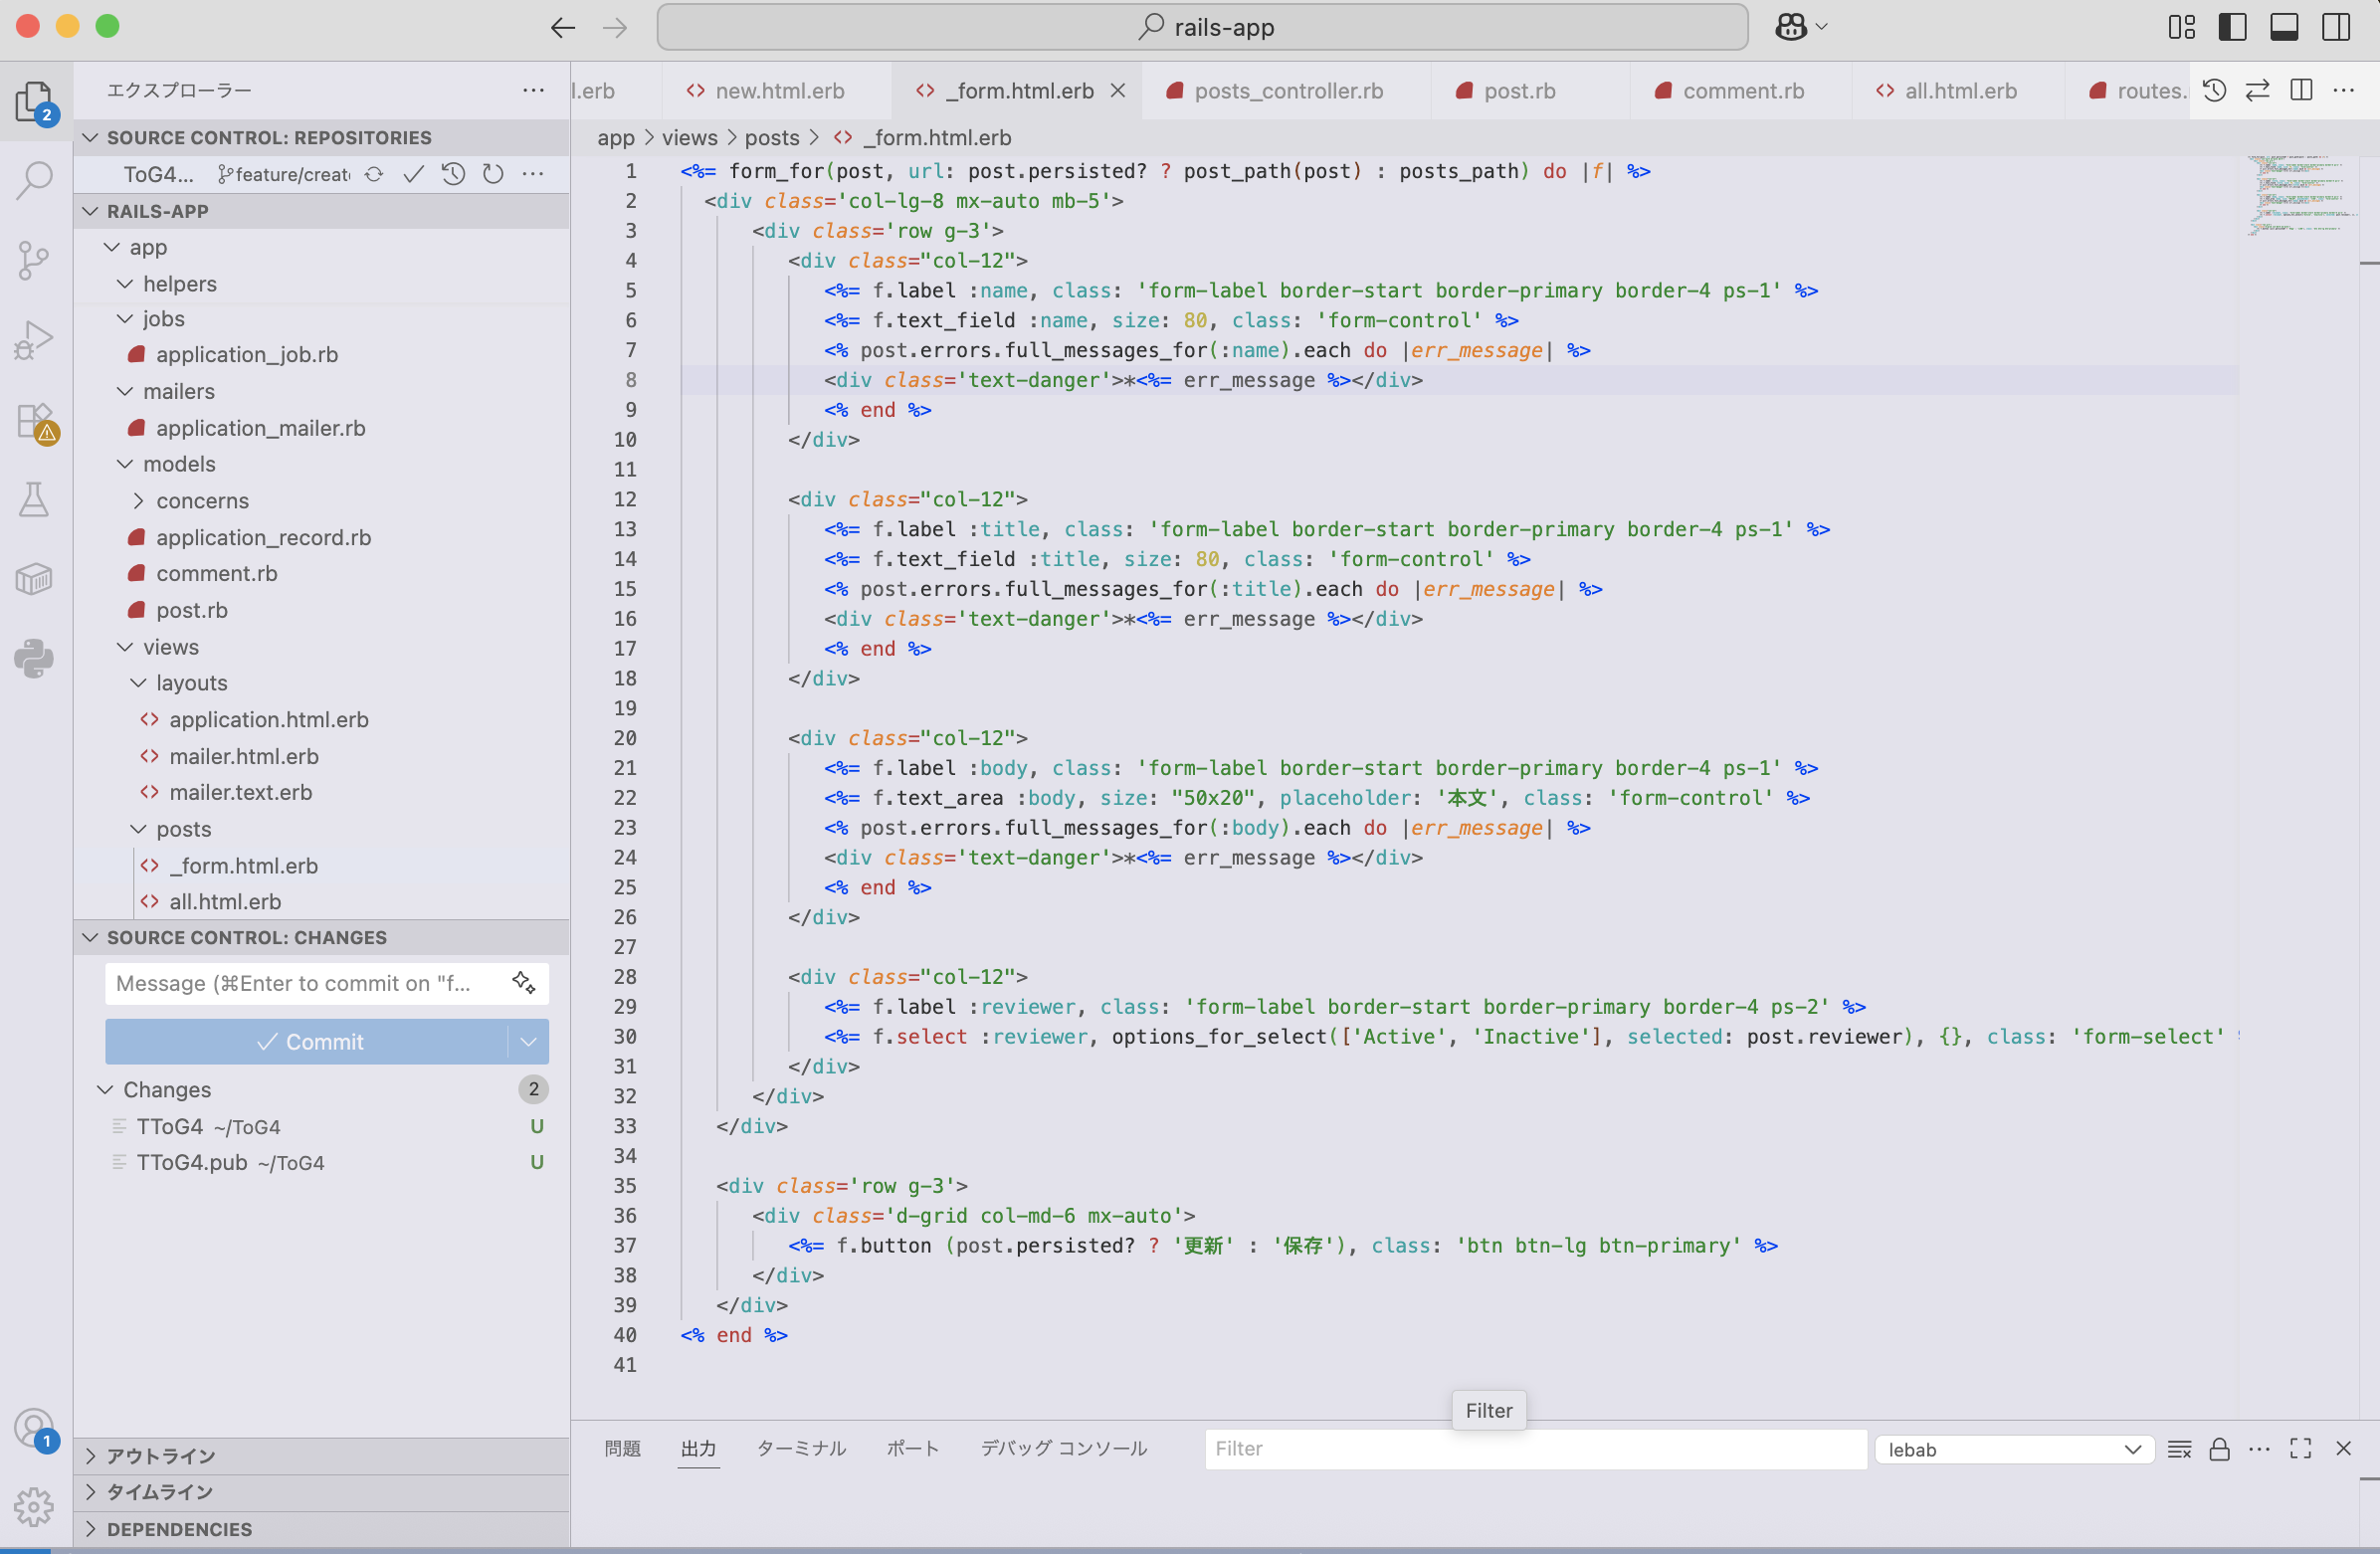 rails-app
エクスプローラー
2
SOURCE CONTROL: REPOSITORIES
ToG4... feature/creat
RAILS-APP
app
helpers
jobs
application_job.rb
mailers
application_mailer.rb
models
concerns
application_record.rb
comment.rb
post.rb
views
layouts
application.html.erb
mailer.html.erb
mailer.text.erb
posts
_form.html.erb
all.html.erb
SOURCE CONTROL: CHANGES
Message (⌘Enter to commit on "f...
Commit
Changes 2
TToG4 ~/ToG4 U
TToG4.pub ~/ToG4 U
1
アウトライン
タイムライン
DEPENDENCIES
l.erb new.html.erb _form.html.erb posts_controller.rb post.rb comment.rb all.html.erb routes.
app > views > posts > _form.html.erb
1 <%= form_for(post, url: post.persisted? ? post_path(post) : posts_path) do |f| %>
2 <div class='col-lg-8 mx-auto mb-5'>
3 <div class='row g-3'>
4 <div class="col-12">
5 <%= f.label :name, class: 'form-label border-start border-primary border-4 ps-1' %>
6 <%= f.text_field :name, size: 80, class: 'form-control' %>
7 <% post.errors.full_messages_for(:name).each do |err_message| %>
8 <div class='text-danger'>*<%= err_message %></div>
9 <% end %>
10 </div>
11
12 <div class="col-12">
13 <%= f.label :title, class: 'form-label border-start border-primary border-4 ps-1' %>
14 <%= f.text_field :title, size: 80, class: 'form-control' %>
15 <% post.errors.full_messages_for(:title).each do |err_message| %>
16 <div class='text-danger'>*<%= err_message %></div>
17 <% end %>
18 </div>
19
20 <div class="col-12">
21 <%= f.label :body, class: 'form-label border-start border-primary border-4 ps-1' %>
22 <%= f.text_area :body, size: "50x20", placeholder: '本文', class: 'form-control' %>
23 <% post.errors.full_messages_for(:body).each do |err_message| %>
24 <div class='text-danger'>*<%= err_message %></div>
25 <% end %>
26 </div>
27
28 <div class="col-12">
29 <%= f.label :reviewer, class: 'form-label border-start border-primary border-4 ps-2' %>
30 <%= f.select :reviewer, options_for_select(['Active', 'Inactive'], selected: post.reviewer), {}, class: 'form-select'
31 </div>
32 </div>
33 </div>
34
35 <div class='row g-3'>
36 <div class='d-grid col-md-6 mx-auto'>
37 <%= f.button (post.persisted? ? '更新' : '保存'), class: 'btn btn-lg btn-primary' %>
38 </div>
39 </div>
40 <% end %>
41
Filter
問題 出力 ターミナル ポート デバッグ コンソール Filter lebab